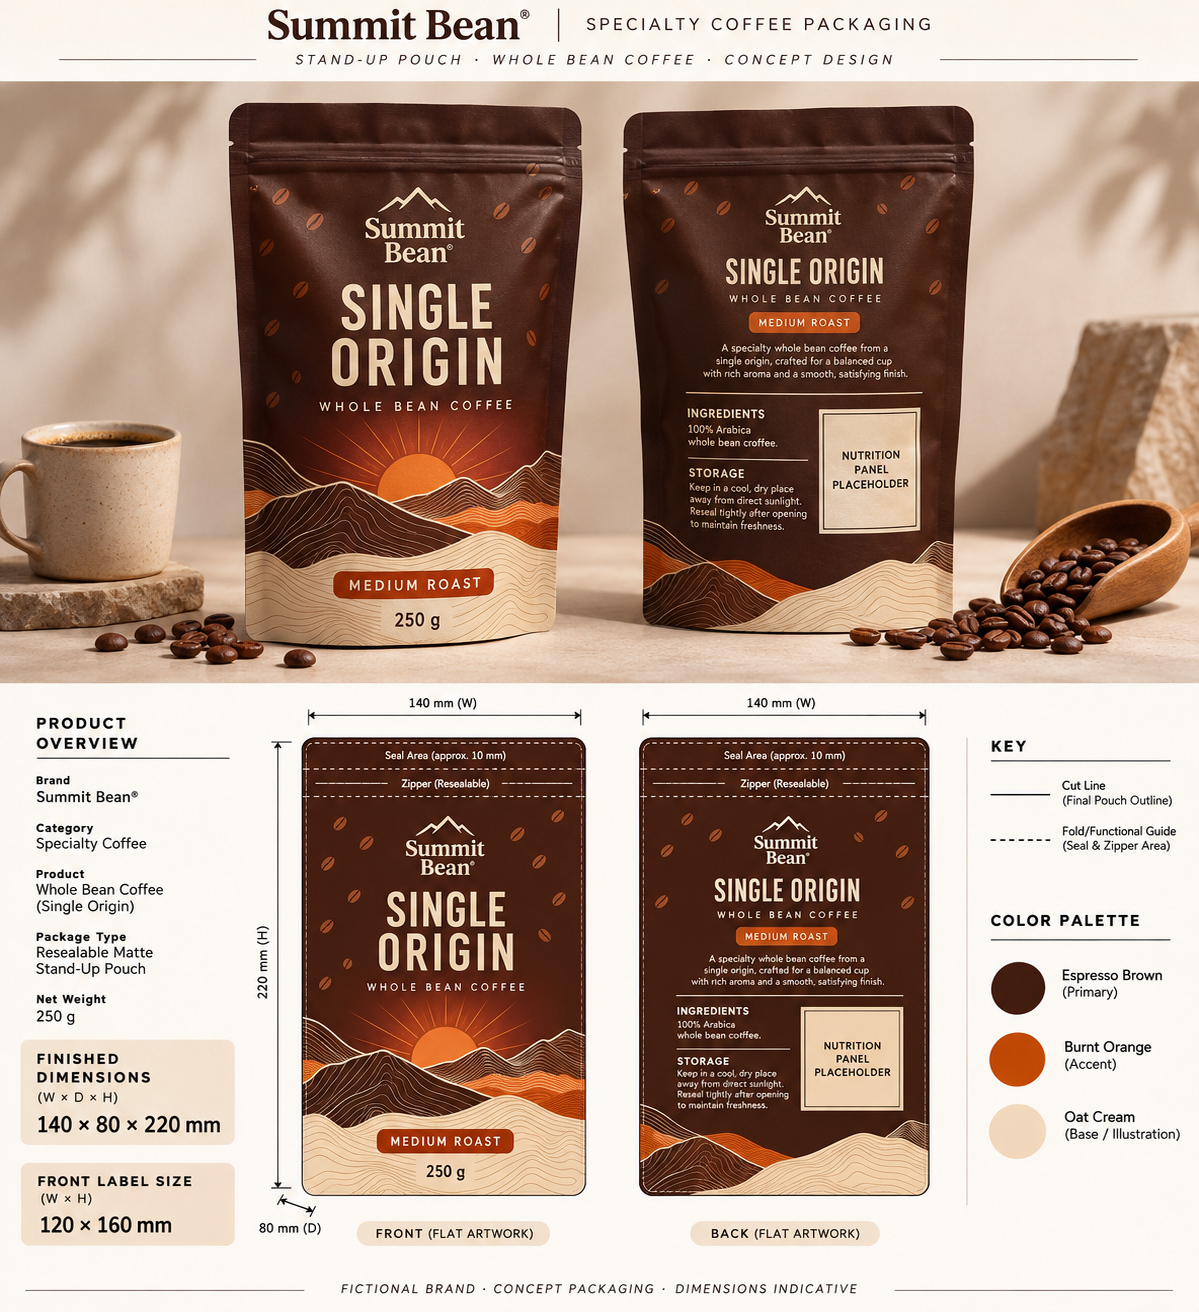 Summit Bean®
SPECIALTY COFFEE PACKAGING
STAND-UP POUCH · WHOLE BEAN COFFEE · CONCEPT DESIGN
Summit
Bean®
SINGLE
ORIGIN
WHOLE BEAN COFFEE
MEDIUM ROAST
250 g
Summit
Bean®
SINGLE ORIGIN
WHOLE BEAN COFFEE
MEDIUM ROAST
A specialty whole bean coffee from a
single origin, crafted for a balanced cup
with rich aroma and a smooth, satisfying finish.
INGREDIENTS
100% Arabica
whole bean croffee.
STORAGE
Keep in a cool, dry place
away from direct sunlight.
Reseal tightly after opening
to maintain freshness.
NUTRITION
PANEL
PLACEHOLDER
PRODUCT
OVERVIEW
Brand
Summit Bean®
Category
Specialty Coffee
Product
Whole Bean Coffee
(Single Origin)
Package Type
Resealable Matte
Stand-Up Pouch
Net Weight
250 g
FINISHED
DIMENSIONS
(W × D × H)
140 × 80 × 220 mm
FRONT LABEL SIZE
(W × H)
120 × 160 mm
140 mm (W)
220 mm (H)
80 mm (D)
Seal Area (approx. 10 mm)
Zipper (Resealable)
Summit
Bean®
SINGLE
ORIGIN
WHOLE BEAN COFFEE
MEDIUM ROAST
250 g
FRONT (FLAT ARTWORK)
140 mm (W)
Seal Area (approx. 10 mm)
Zipper (Resealable)
Summit
Bean®
SINGLE ORIGIN
WHOLE BEAN COFFEE
MEDIUM ROAST
A specialty whole bean coffee from a
single origin, crafted for a balanced cup
with rich aroma and a smooth, satisfying finish.
INGREDIENTS
100% Arabica
whole bean coffee.
STORAGE
Keep in a cool, dry place
away from direct sunlight.
Reseal tightly after opening
to maintain freshness.
NUTRITION
PANEL
PLACEHOLDER
BACK (FLAT ARTWORK)
KEY
Cut Line
(Final Pouch Outline)
Fold/Functional Guide
(Seal & Zipper Area)
COLOR PALETTE
Espresso Brown
(Primary)
Burnt Orange
(Accent)
Oat Cream
(Base / Illustration)
FICTIONAL BRAND · CONCEPT PACKAGING · DIMENSIONS INDICATIVE